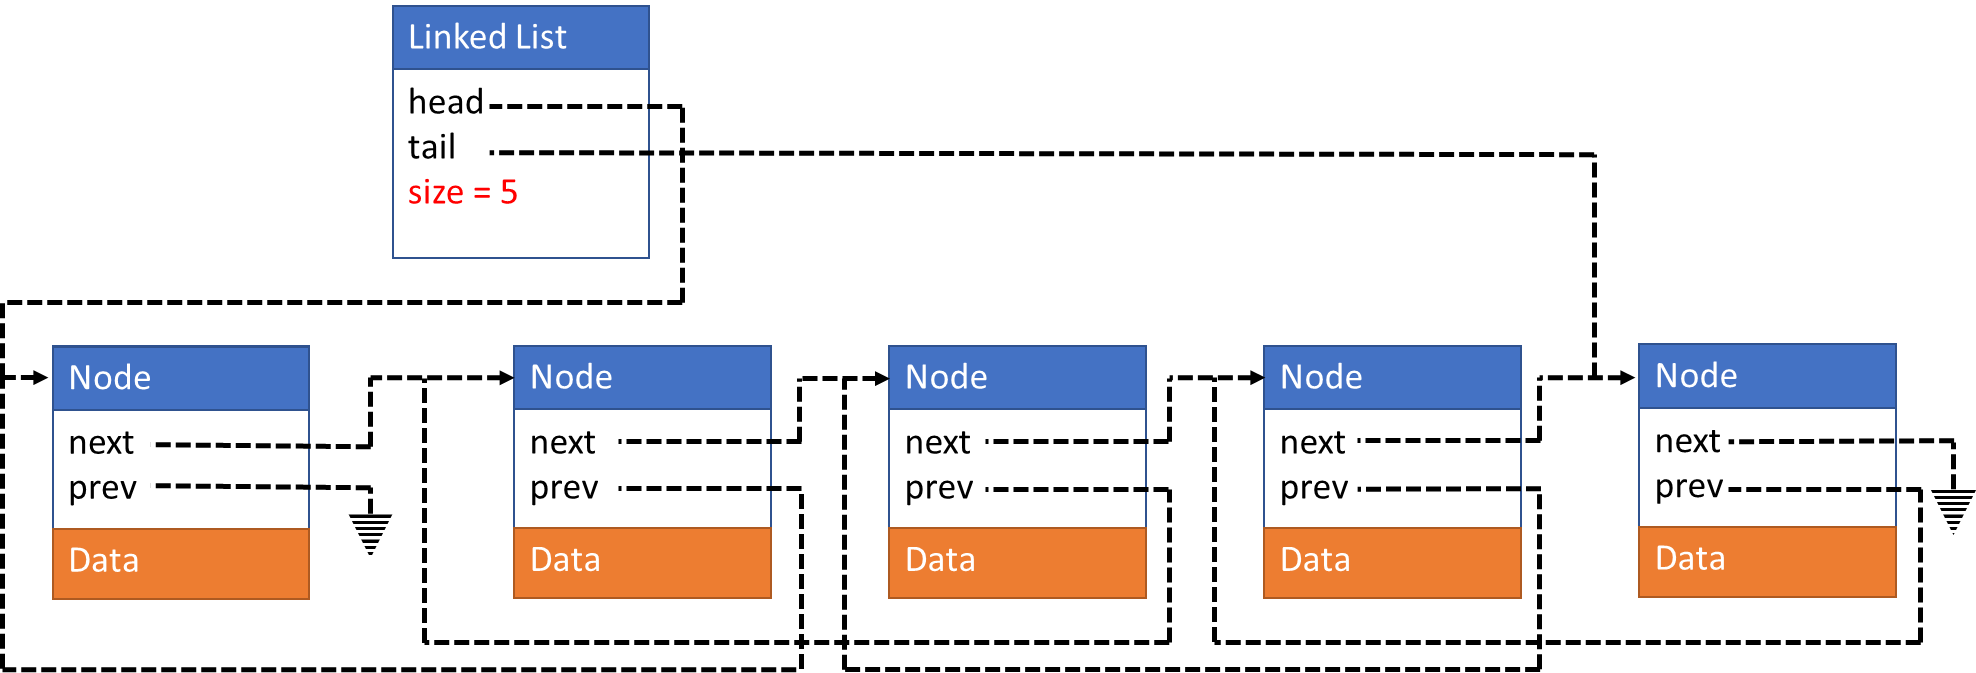 Linked List
head
tail
size = 5
Node
next
prev
Data
Node
next
prev
Data
Node
next
prev
Data
Node
next
prev
Data
Node
next
prev
Data